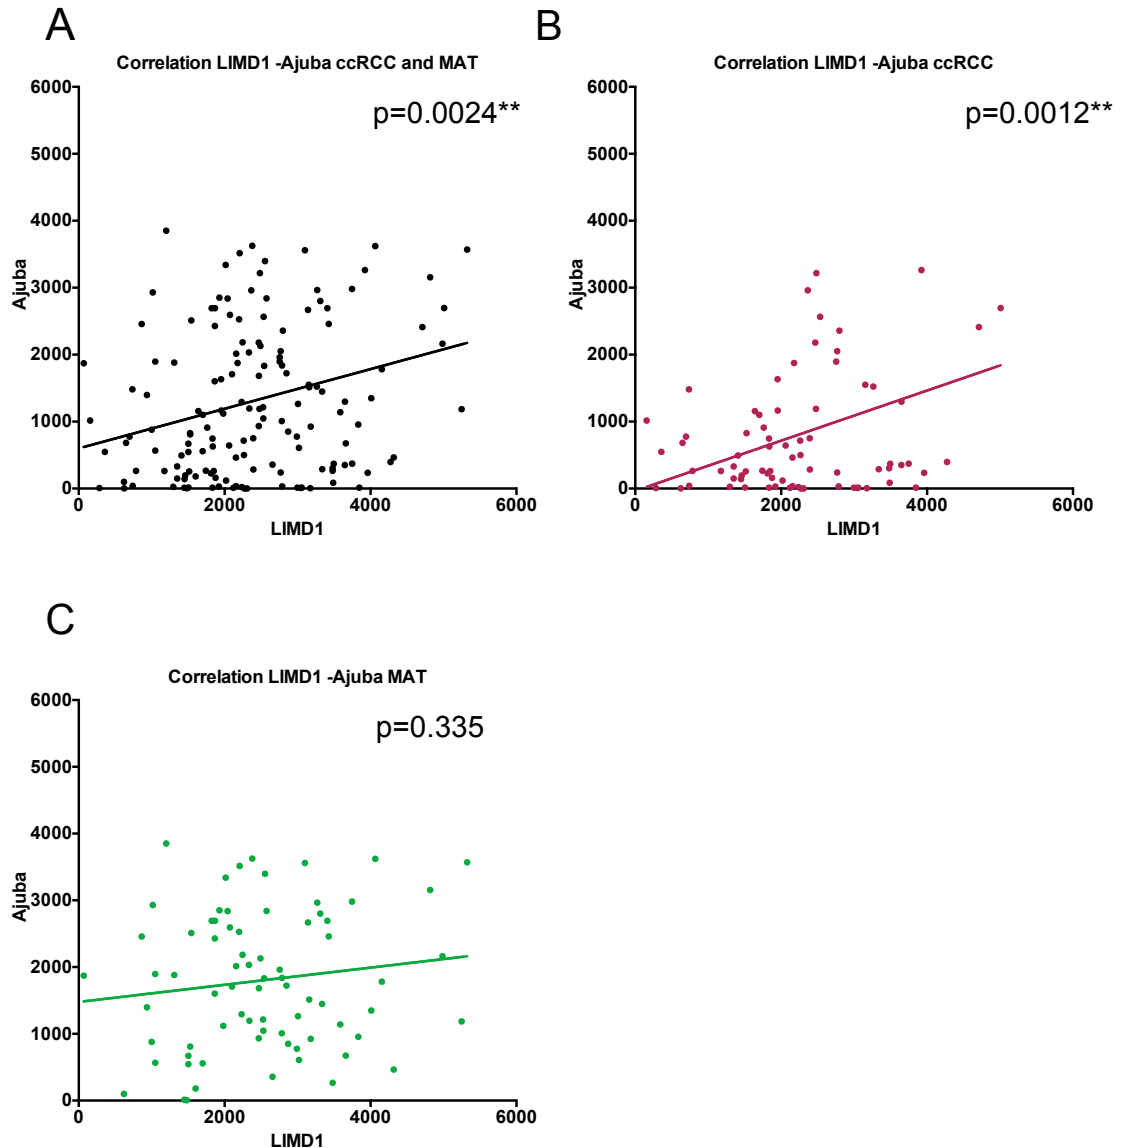 A
Correlation LIMD1 -Ajuba ccRCC and MAT
p=0.0024**
6000
5000
4000
3000
2000
1000
0
Ajuba
0 2000 4000 6000
LIMD1
B
Correlation LIMD1 -Ajuba ccRCC
p=0.0012**
6000
5000
4000
3000
2000
1000
0
Ajuba
0 2000 4000 6000
LIMD1
C
Correlation LIMD1 -Ajuba MAT
p=0.335
6000
5000
4000
3000
2000
1000
0
Ajuba
0 2000 4000 6000
LIMD1